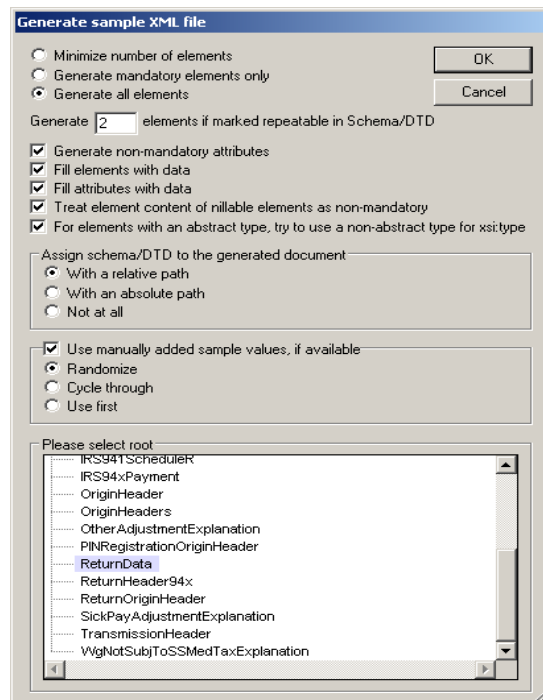 Generate sample XML file
Minimize number of elements
OK
Generate mandatory elements only
Generate all elements
Cancel
Generate 2 elements if marked repeatable in Schema/DTD
Generate non-mandatory attributes
Fill elements with data
Fill attributes with data
Treat element content of nillable elements as non-mandatory
For elements with an abstract type, try to use a non-abstract type for xsi:type
Assign schema/DTD to the generated document
With a relative path
With an absolute path
Not at all
Use manually added sample values, if available
Randomize
Cycle through
Use first
Please select root
IRS941ScheduleR
IRS94xPayment
OriginHeader
OriginHeaders
OtherAdjustmentExplanation
PINRegistrationOriginHeader
ReturnData
ReturnHeader94x
ReturnOriginHeader
SickPayAdjustmentExplanation
TransmissionHeader
WgNotSubjToSSMedTaxExplanation